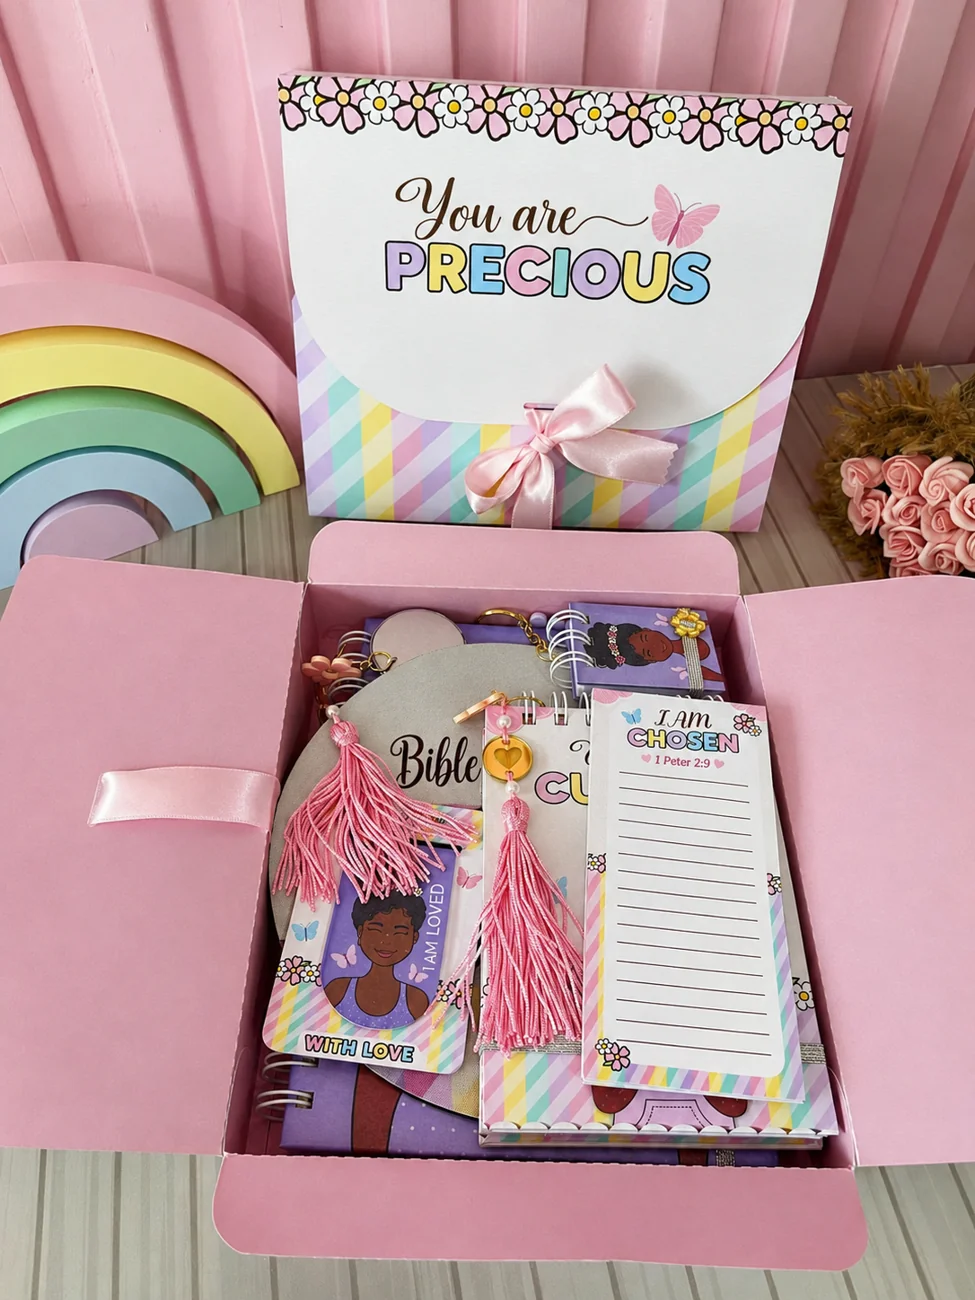 You are
PRECIOUS
I AM
CHOSEN
1 Peter 2:9
Bible
I AM LOVED
WITH LOVE